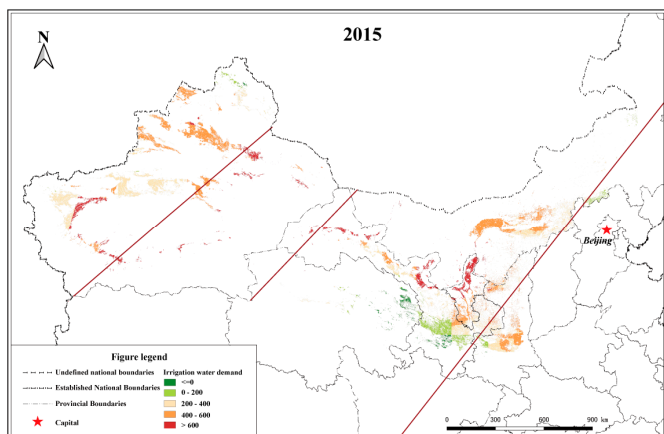 2015
N
Beijing
Figure legend
Undefined national boundaries
Established National Boundaries
Provincial Boundaries
Capital
Irrigation water demand
<=0
0 - 200
200 - 400
400 - 600
> 600
0 300 600 900 km